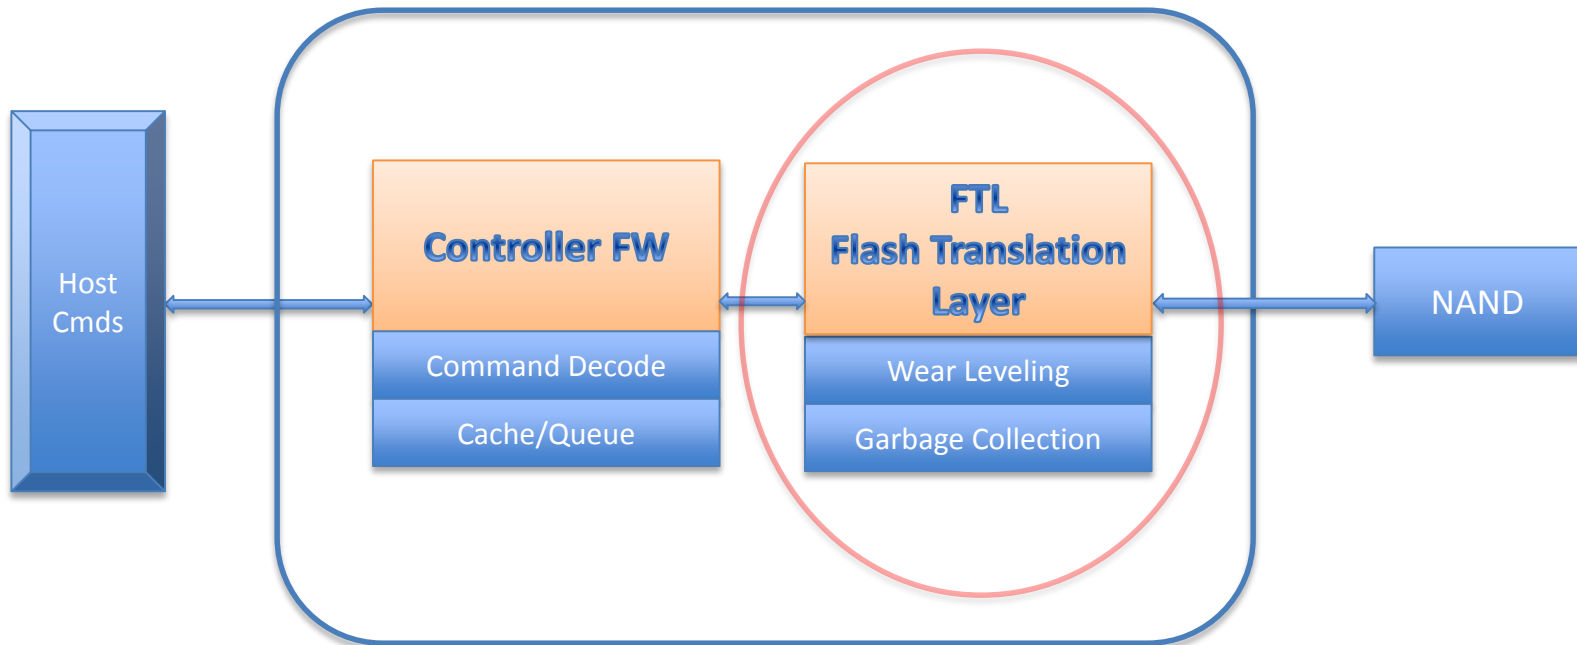 Host
Cmds
Controller FW
Command Decode
Cache/Queue
FTL
Flash Translation
Layer
Wear Leveling
Garbage Collection
NAND